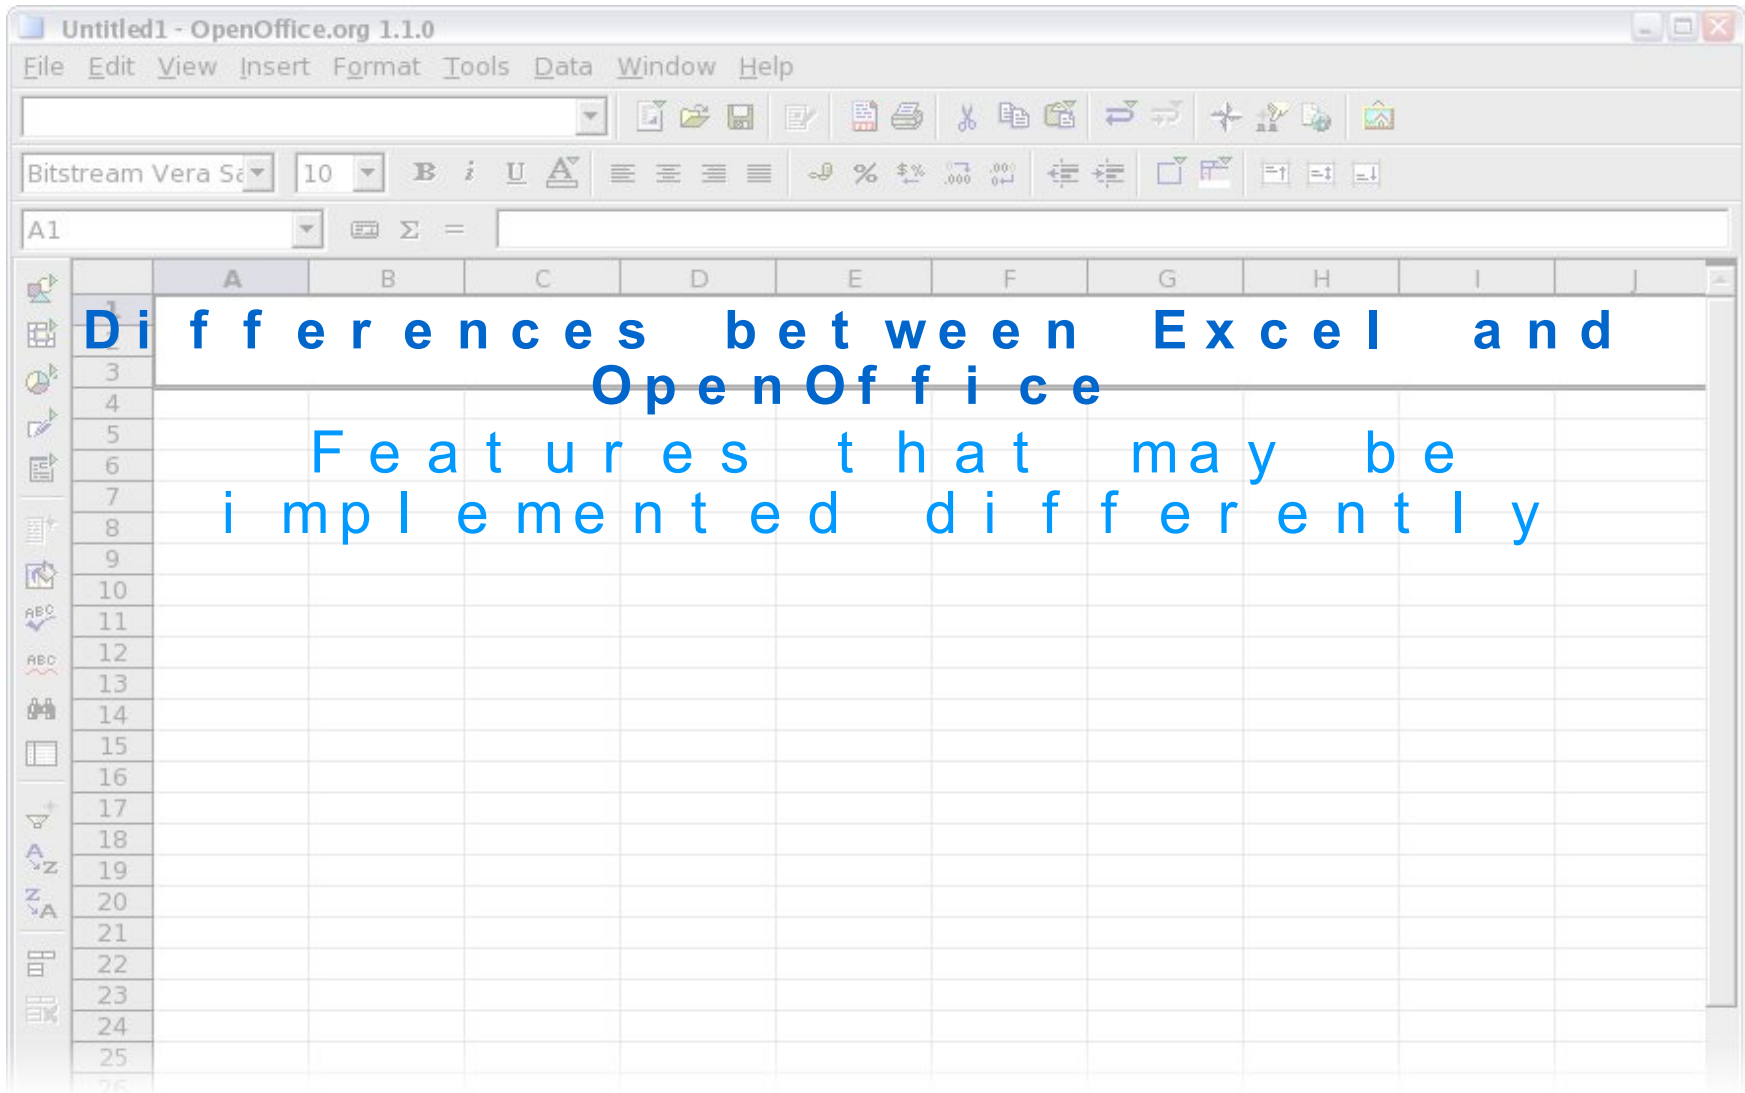 Untitled1 - OpenOffice.org 1.1.0
File Edit View Insert Format Tools Data Window Help
Bitstream Vera Sa 10 B i U A
A1 Σ =
A B C D E F G H I J
1
Differences between Excel and
3
OpenOffice
4
Features that may be
5
6
7
implemented differently
8
9
10
11
12
13
14
15
16
17
18
19
20
21
22
23
24
25
26